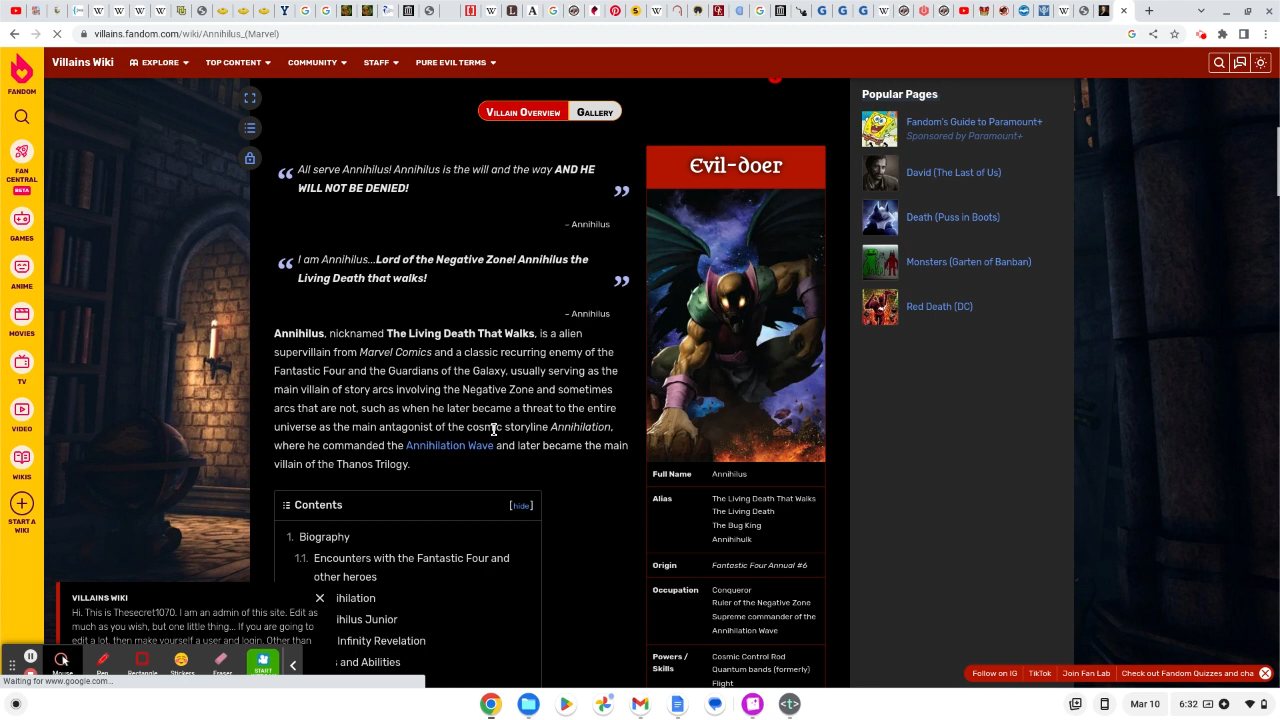 villains.fandom.com/wiki/Annihilus_(Marvel)
Villains Wiki
EXPLORE
TOP CONTENT
COMMUNITY
STAFF
PURE EVIL TERMS
FANDOM
FAN
CENTRAL
BETA
GAMES
ANIME
MOVIES
TV
VIDEO
WIKIS
START A
WIKI
Villain Overview
Gallery
“ All serve Annihilus! Annihilus is the will and the way AND HE
WILL NOT BE DENIED! ”
– Annihilus
“ I am Annihilus...Lord of the Negative Zone! Annihilus the
Living Death that walks! ”
– Annihilus
Annihilus, nicknamed The Living Death That Walks, is a alien
supervillain from Marvel Comics and a classic recurring enemy of the
Fantastic Four and the Guardians of the Galaxy, usually serving as the
main villain of story arcs involving the Negative Zone and sometimes
arcs that are not, such as when he later became a threat to the entire
universe as the main antagonist of the cosmic storyline Annihilation,
where he commanded the Annihilation Wave and later became the main
villain of the Thanos Trilogy.
Contents
[hide]
1. Biography
1.1. Encounters with the Fantastic Four and
other heroes
ihilation
ihilus Junior
Infinity Revelation
and Abilities
Evil-doer
Full Name
Annihilus
Alias
The Living Death That Walks
The Living Death
The Bug King
Annihihulk
Origin
Fantastic Four Annual #6
Occupation
Conqueror
Ruler of the Negative Zone
Supreme commander of the
Annihilation Wave
Powers /
Skills
Cosmic Control Rod
Quantum bands (formerly)
Flight
Popular Pages
Fandom's Guide to Paramount+
Sponsored by Paramount+
David (The Last of Us)
Death (Puss in Boots)
Monsters (Garten of Banban)
Red Death (DC)
VILLAINS WIKI
Hi. This is Thesecret1070. I am an admin of this site. Edit as
much as you wish, but one little thing... If you are going to
edit a lot, then make yourself a user and login. Other than
Mouse
Pen
Rectangle
Stickers
Eraser
START
Waiting for www.google.com...
Follow on IG
TikTok
Join Fan Lab
Check out Fandom Quizzes and cha
Mar 10
6:32